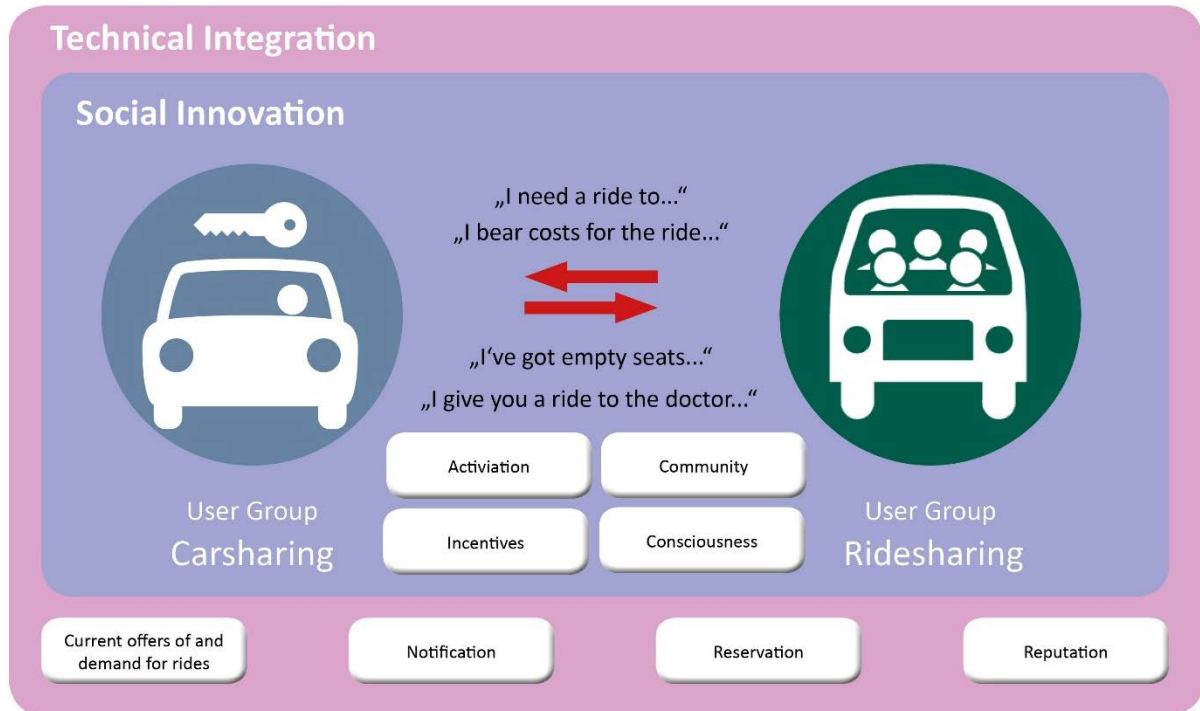 Technical Integration
Social Innovation
„I need a ride to...“
„I bear costs for the ride...“
„I‘ve got empty seats...“
„I give you a ride to the doctor...“
Activiation
Community
Incentives
Consciousness
User Group
Carsharing
User Group
Ridesharing
Current offers of and
demand for rides
Notification
Reservation
Reputation